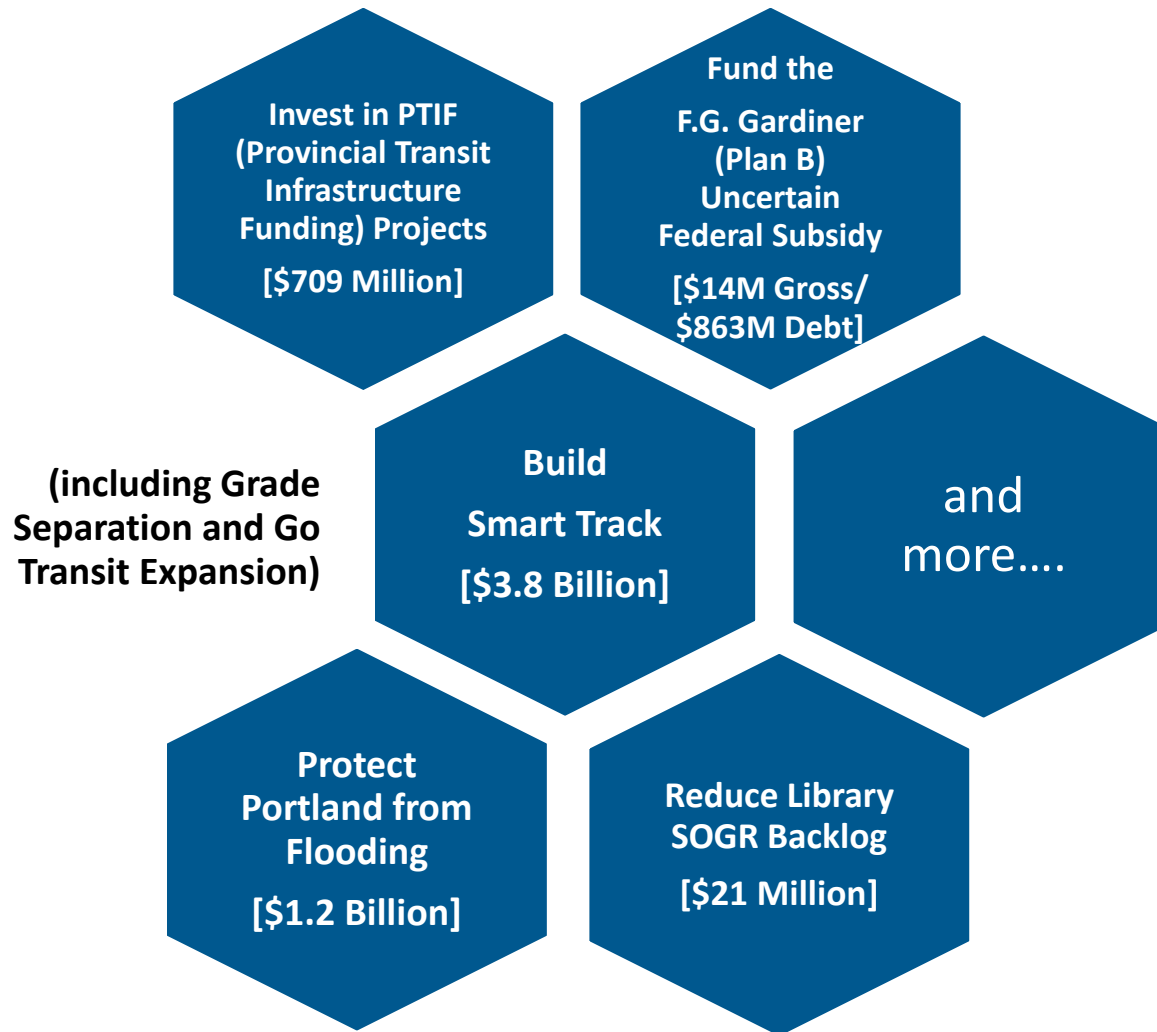 Invest in PTIF
(Provincial Transit
Infrastructure
Funding) Projects
[$709 Million]
Fund the
F.G. Gardiner
(Plan B)
Uncertain
Federal Subsidy
[$14M Gross/
$863M Debt]
(including Grade
Separation and Go
Transit Expansion)
Build
Smart Track
[$3.8 Billion]
and
more....
Protect
Portland from
Flooding
[$1.2 Billion]
Reduce Library
SOGR Backlog
[$21 Million]